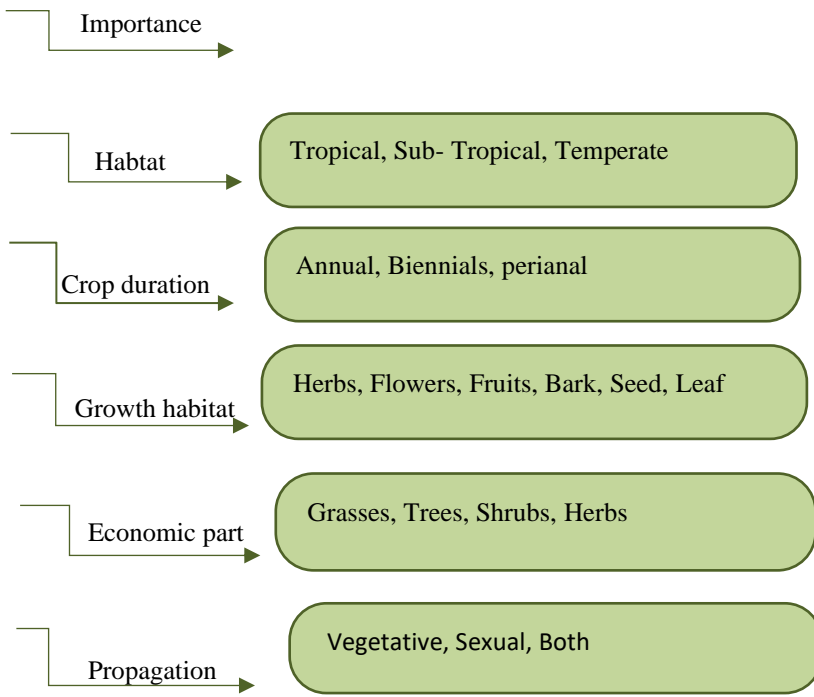 Importance
Habtat
Tropical, Sub- Tropical, Temperate
Crop duration
Annual, Biennials, perianal
Growth habitat
Herbs, Flowers, Fruits, Bark, Seed, Leaf
Economic part
Grasses, Trees, Shrubs, Herbs
Propagation
Vegetative, Sexual, Both